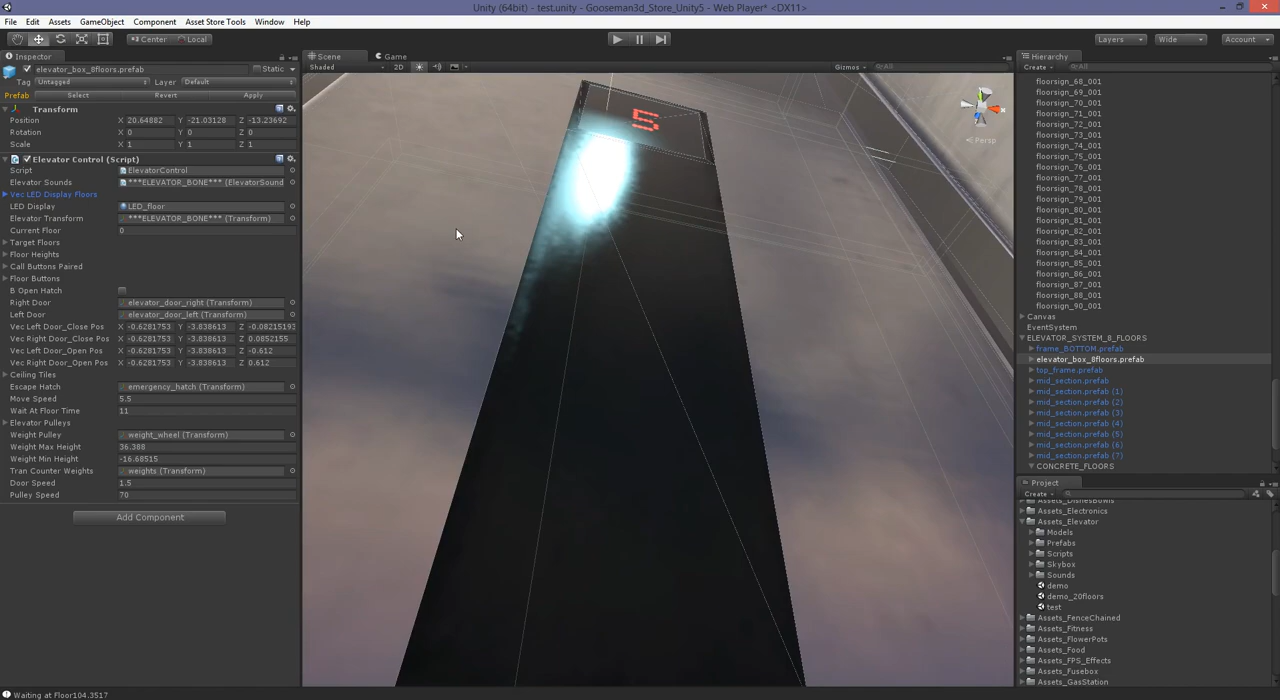 Unity (64bit) - test.unity - Gooseman3d_Store_Unity5 - Web Player* <DX11>
File Edit Assets GameObject Component Asset Store Tools Window Help
Center Local
Layers Wide Account
Inspector
elevator_box_8floors.prefab Static
Tag Untagged Layer Default
Prefab Select Revert Apply
Transform
Position X 20.64882 Y -21.03128 Z -13.23692
Rotation X 0 Y 0 Z 0
Scale X 1 Y 1 Z 1
Elevator Control (Script)
Script ElevatorControl
Elevator Sounds ***ELEVATOR_BONE*** (ElevatorSound
Vec LED Display Floors
LED Display LED_floor
Elevator Transform ***ELEVATOR_BONE*** (Transform)
Current Floor 0
Target Floors
Floor Heights
Call Buttons Paired
Floor Buttons
B Open Hatch
Right Door elevator_door_right (Transform)
Left Door elevator_door_left (Transform)
Vec Left Door_Close Pos X -0.6281753 Y -3.838613 Z -0.08215193
Vec Right Door_Close Pos X -0.6281753 Y -3.838613 Z 0.0852155
Vec Left Door_Open Pos X -0.6281753 Y -3.838613 Z -0.612
Vec Right Door_Open Pos X -0.6281753 Y -3.838613 Z 0.612
Ceiling Tiles
Escape Hatch emergency_hatch (Transform)
Move Speed 5.5
Wait At Floor Time 11
Elevator Pulleys
Weight Pulley weight_wheel (Transform)
Weight Max Height 36.388
Weight Min Height -16.68515
Tran Counter Weights weights (Transform)
Door Speed 1.5
Pulley Speed 70
Add Component
Waiting at Floor104.3517
Scene Game
Shaded 2D Gizmos All
5
Persp
Hierarchy
Create All
floorsign_68_001
floorsign_69_001
floorsign_70_001
floorsign_71_001
floorsign_72_001
floorsign_73_001
floorsign_74_001
floorsign_75_001
floorsign_76_001
floorsign_77_001
floorsign_78_001
floorsign_79_001
floorsign_80_001
floorsign_81_001
floorsign_82_001
floorsign_83_001
floorsign_84_001
floorsign_85_001
floorsign_86_001
floorsign_87_001
floorsign_88_001
floorsign_90_001
Canvas
EventSystem
ELEVATOR_SYSTEM_8_FLOORS
frame_BOTTOM.prefab
elevator_box_8floors.prefab
top_frame.prefab
mid_section.prefab
mid_section.prefab (1)
mid_section.prefab (2)
mid_section.prefab (3)
mid_section.prefab (4)
mid_section.prefab (5)
mid_section.prefab (6)
mid_section.prefab (7)
CONCRETE_FLOORS
Project
Create
Assets_DishesBowls
Assets_Electronics
Assets_Elevator
Models
Prefabs
Scripts
Skybox
Sounds
demo
demo_20floors
test
Assets_FenceChained
Assets_Fitness
Assets_FlowerPots
Assets_Food
Assets_FPS_Effects
Assets_Fusebox
Assets_GasStation